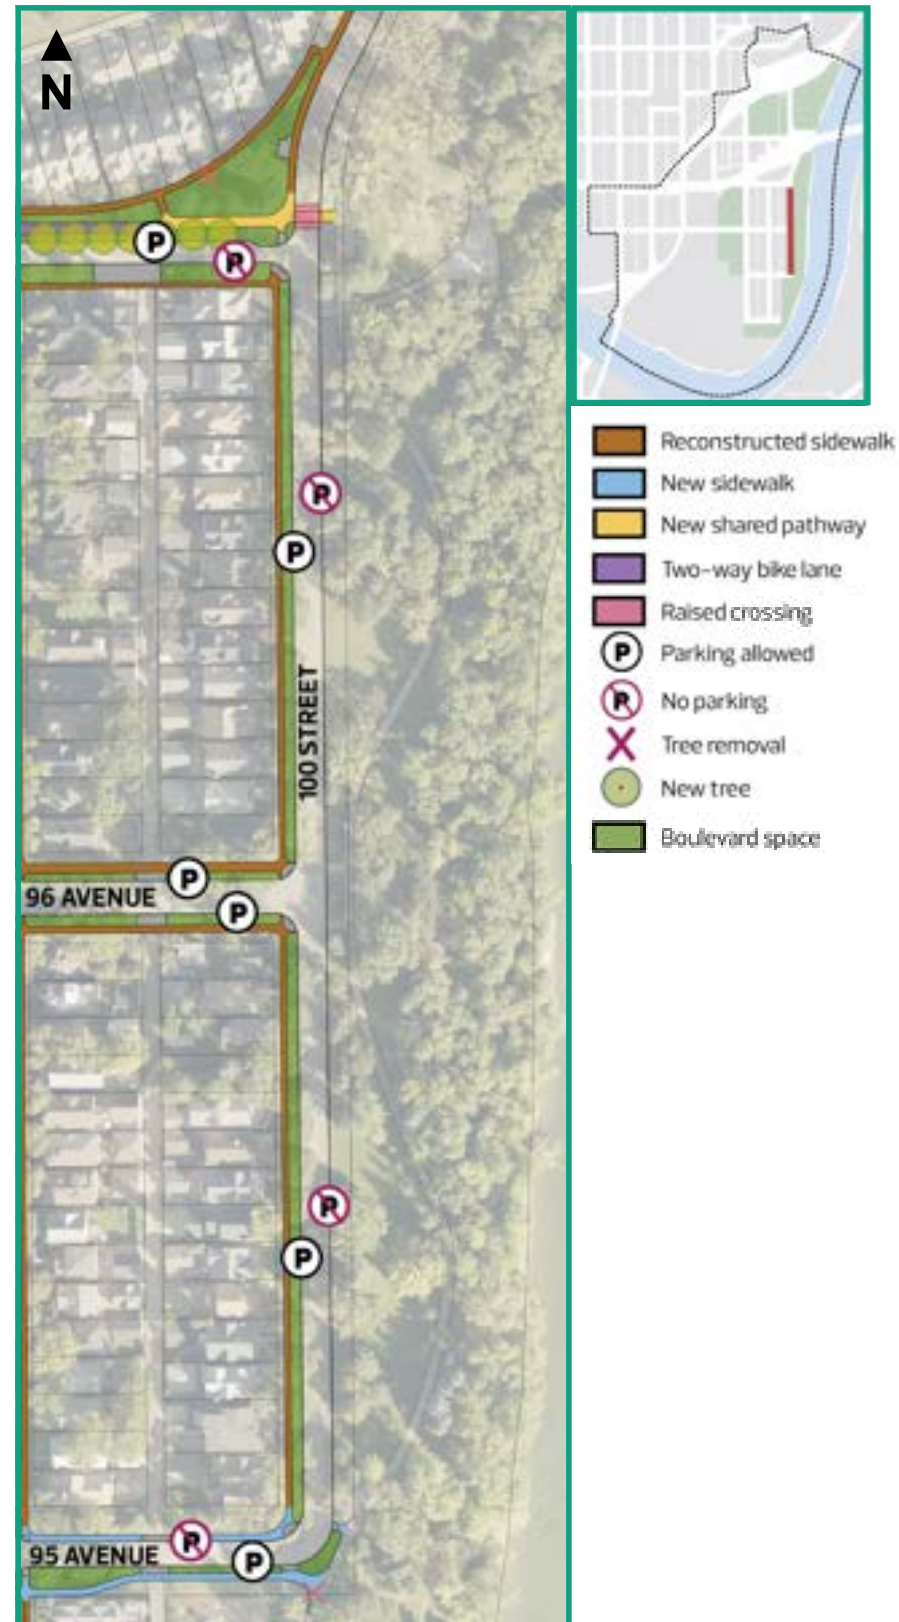 N
P
P
P
P
100 STREET
P
96 AVENUE
P
P
P
P
95 AVENUE
P
Reconstructed sidewalk
New sidewalk
New shared pathway
Two-way bike lane
Raised crossing
P Parking allowed
P No parking
Tree removal
New tree
Boulevard space